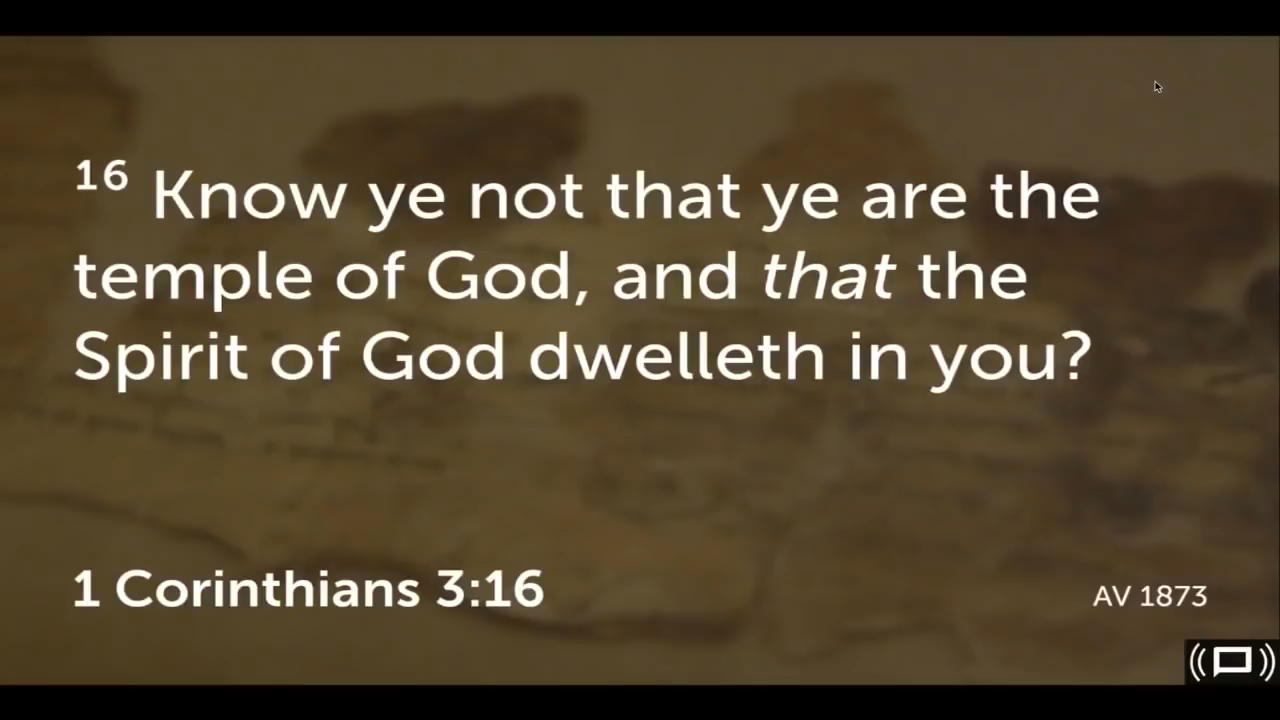 16 Know ye not that ye are the
temple of God, and that the
Spirit of God dwelleth in you?
1 Corinthians 3:16
AV 1873